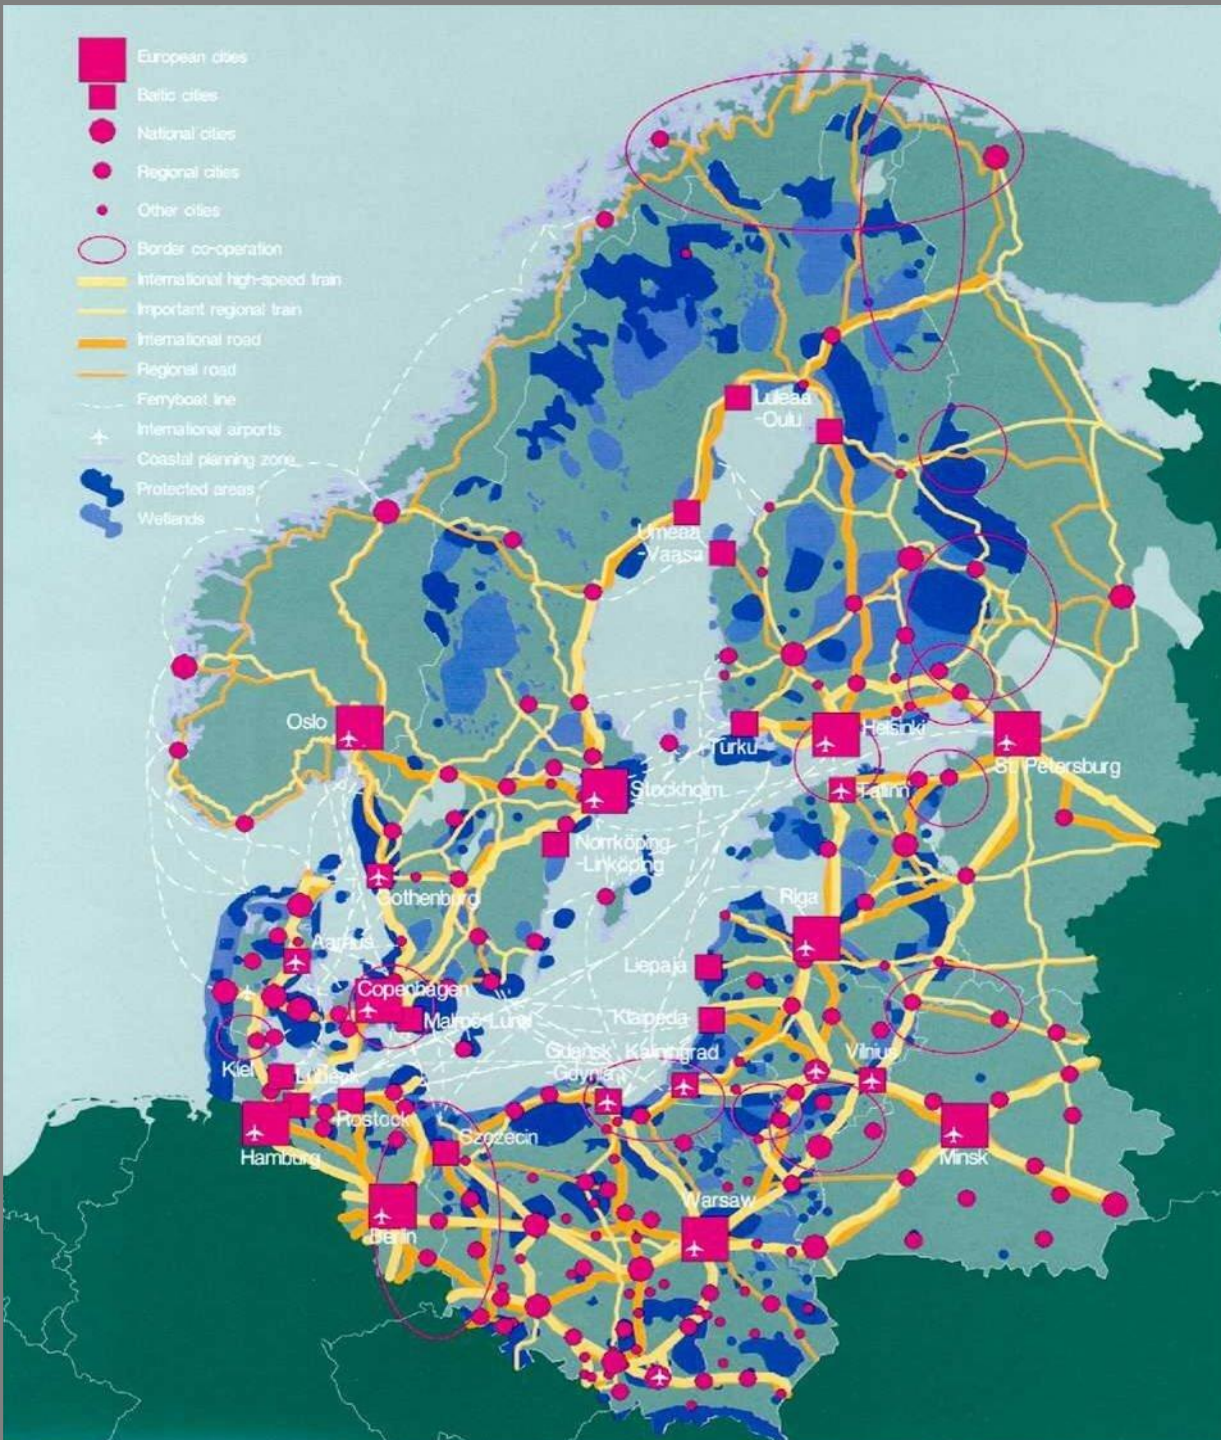 European cities
Baltic cities
National cities
Regional cities
Other cities
Border co-operation
International high-speed train
Important regional train
International road
Regional road
Ferryboat line
International airports
Coastal planning zone
Protected areas
Wetlands
Luleaa
-Oulu
Umeaa
-Vaasa
Oslo
Turku
Helsinki
St. Petersburg
Stockholm
Talinn
Norrköping
-Linköping
Gothenburg
Riga
Aarhus
Liepaja
Copenhagen
Malmö-Lund
Klaipeda
Gdansk
Kaliningrad
Vilnius
Gdynia
Kiel
Lübeck
Rostock
Szczecin
Hamburg
Minsk
Warsaw
Berlin